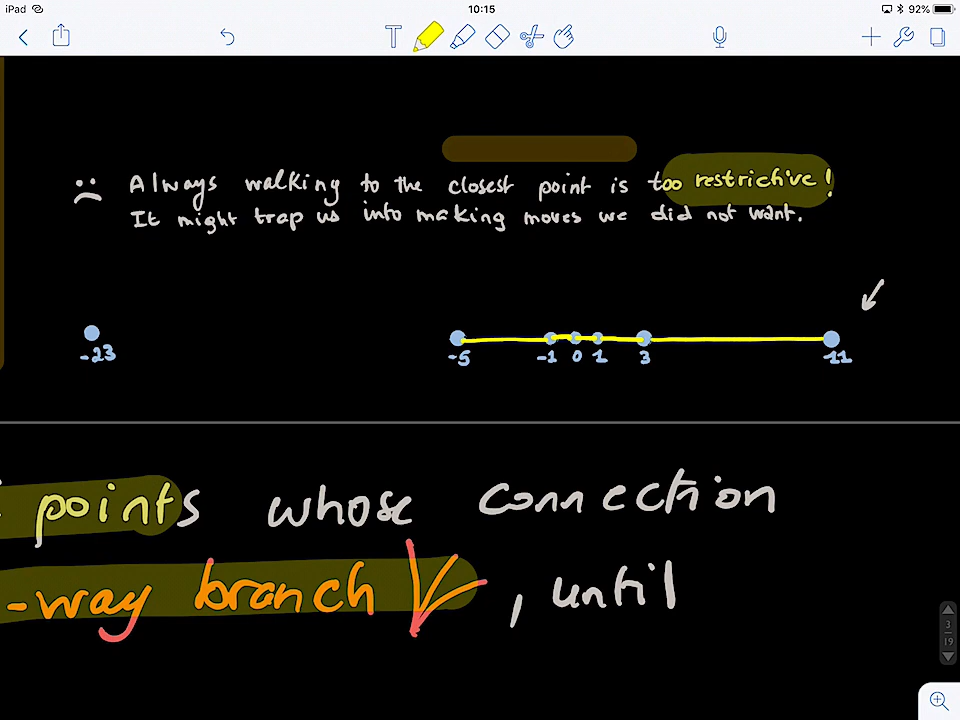 iPad 10:15 92%
T
Always walking to the closest point is too restrictive!
It might trap us into making moves we did not want.
-23 -5 -1 0 1 3 11
points whose connection
-way branch , until
3
19